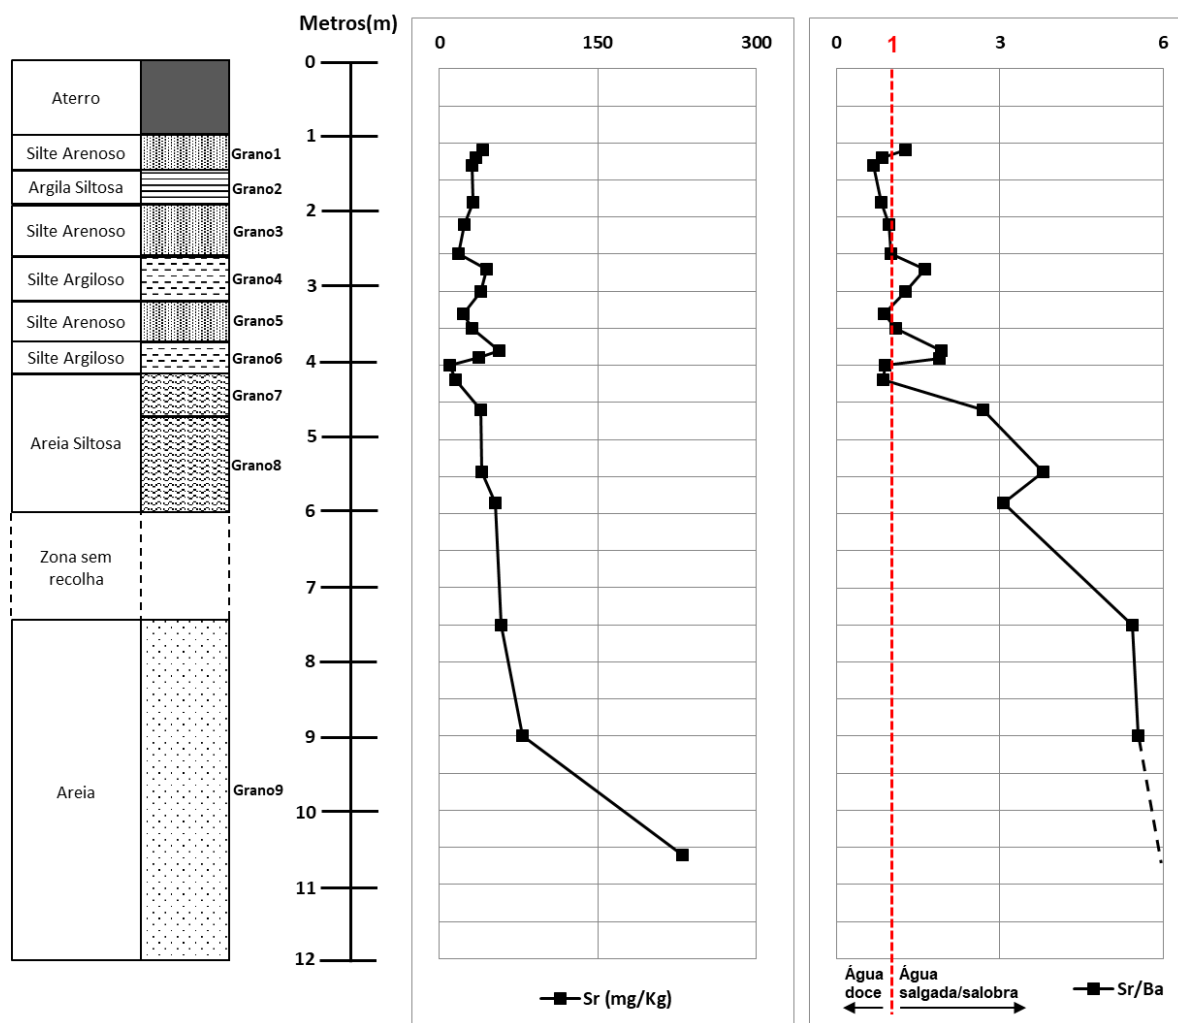 Metros(m)
0
1
2
3
4
5
6
7
8
9
10
11
12
Aterro
Silte Arenoso
Grano1
Argila Siltosa
Grano2
Silte Arenoso
Grano3
Silte Argiloso
Grano4
Silte Arenoso
Grano5
Silte Argiloso
Grano6
Grano7
Areia Siltosa
Grano8
Zona sem
recolha
Areia
Grano9
0 150 300
Sr (mg/Kg)
0 1 3 6
Água
doce
Água
salgada/salobra
Sr/Ba